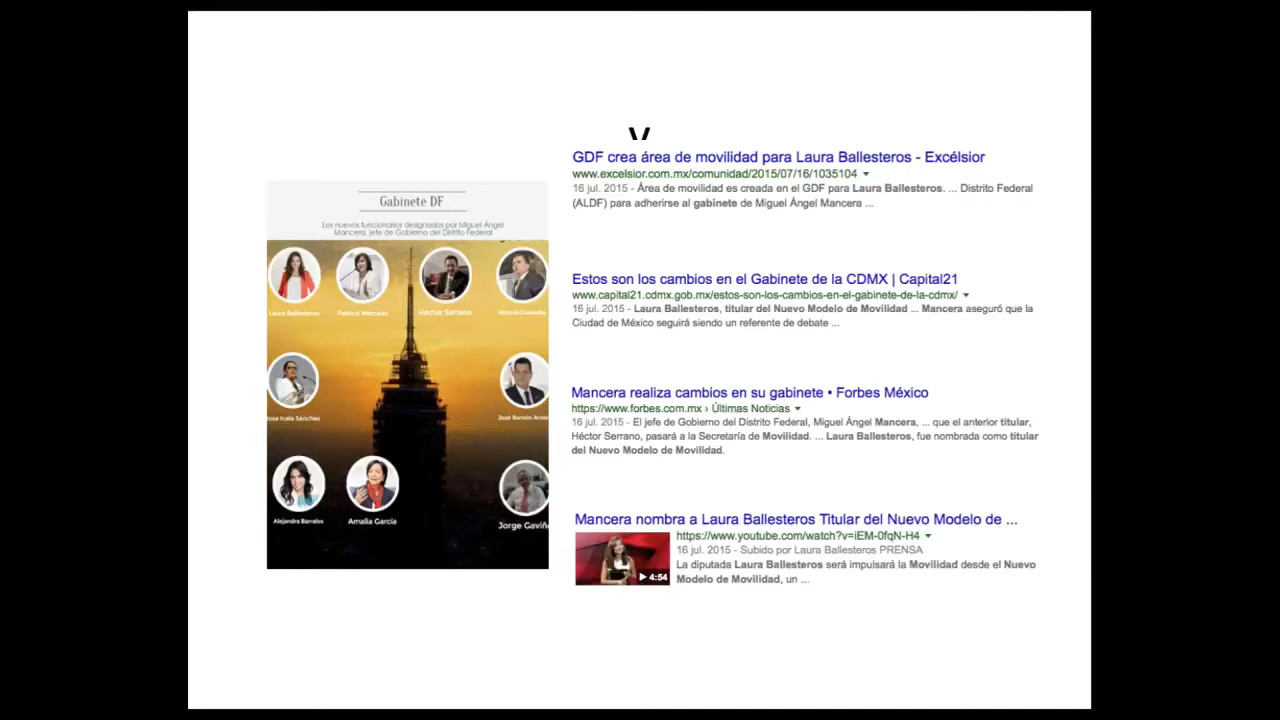 y
Gabinete DF
Los nuevos funcionarios designados por Miguel Ángel
Mancera, jefe de Gobierno del Distrito Federal
Laura Ballesteros
Patricia Mercado
Héctor Serrano
Rosa Icela Sánchez
José Ramón
Alejandra Barrales
Amalia García
Jorge Gaviñ
GDF crea área de movilidad para Laura Ballesteros - Excélsior
www.excelsior.com.mx/comunidad/2015/07/16/1035104
16 jul. 2015 - Área de movilidad es creada en el GDF para Laura Ballesteros. ... Distrito Federal
(ALDF) para adherirse al gabinete de Miguel Ángel Mancera ...
Estos son los cambios en el Gabinete de la CDMX | Capital21
www.capital21.cdmx.gob.mx/estos-son-los-cambios-en-el-gabinete-de-la-cdmx/
16 jul. 2015 - Laura Ballesteros, titular del Nuevo Modelo de Movilidad ... Mancera aseguró que la
Ciudad de México seguirá siendo un referente de debate ...
Mancera realiza cambios en su gabinete • Forbes México
https://www.forbes.com.mx › Últimas Noticias
16 jul. 2015 - El jefe de Gobierno del Distrito Federal, Miguel Ángel Mancera, ... que el anterior titular,
Héctor Serrano, pasará a la Secretaría de Movilidad. ... Laura Ballesteros, fue nombrada como titular
del Nuevo Modelo de Movilidad.
Mancera nombra a Laura Ballesteros Titular del Nuevo Modelo de ...
https://www.youtube.com/watch?v=iEM-0fqN-H4
16 jul. 2015 - Subido por Laura Ballesteros PRENSA
La diputada Laura Ballesteros será impulsará la Movilidad desde el Nuevo
Modelo de Movilidad, un ...
4:54